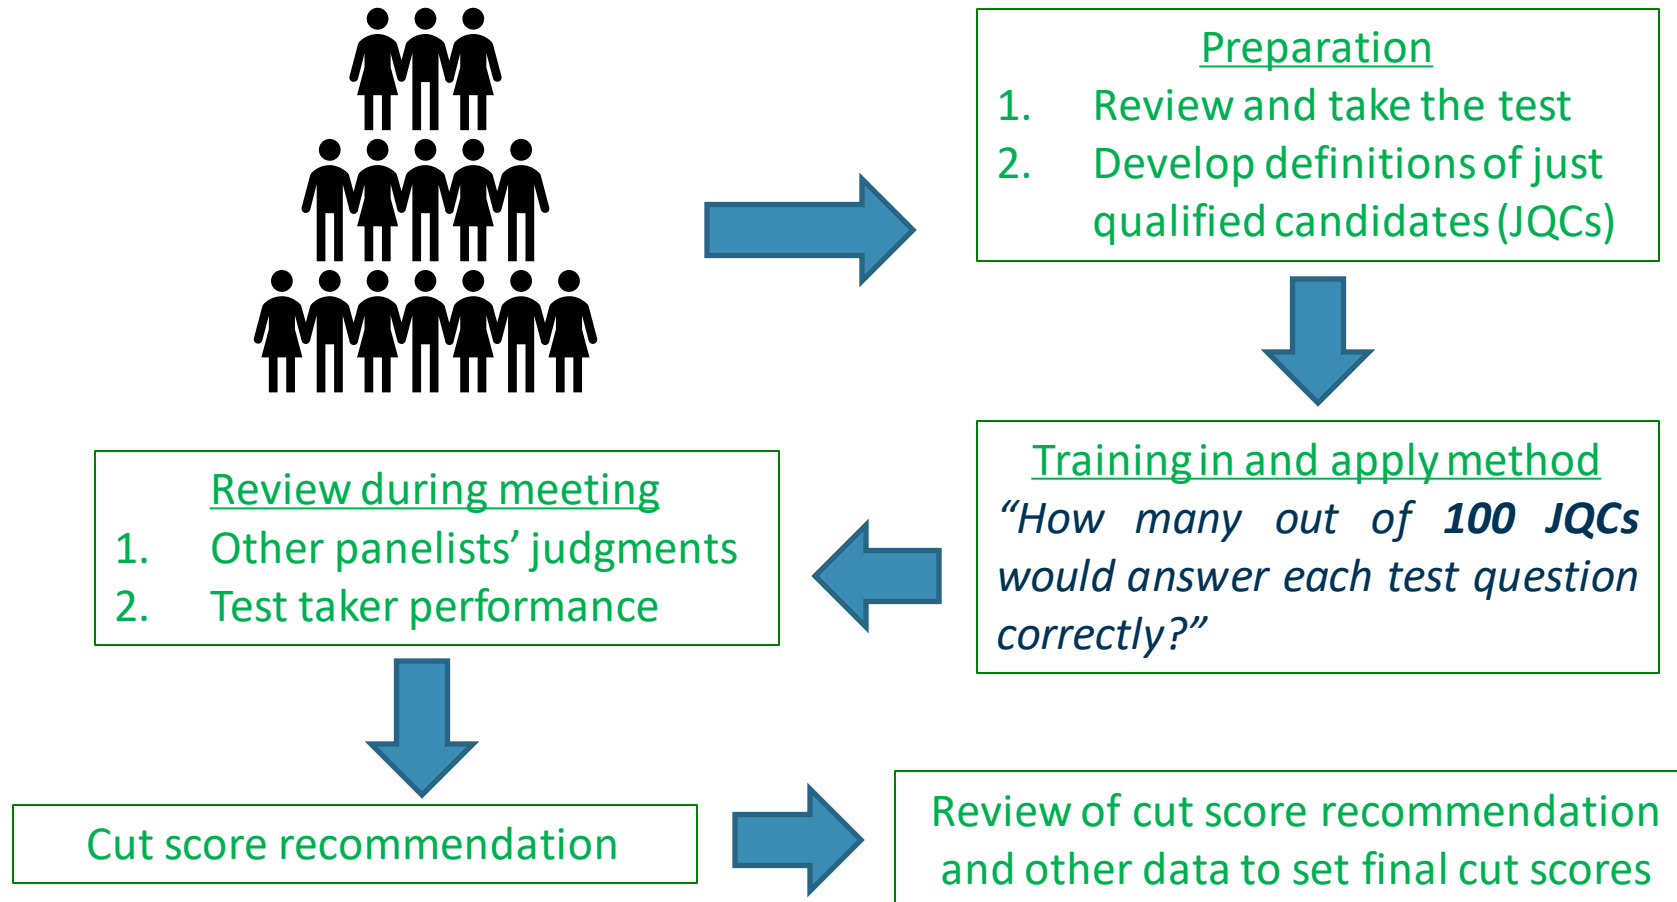 Preparation
1. Review and take the test
2. Develop definitions of just
qualified candidates (JQCs)
Training in and apply method
“How many out of 100 JQCs
would answer each test question
correctly?”
Review during meeting
1. Other panelists’ judgments
2. Test taker performance
Cut score recommendation
Review of cut score recommendation
and other data to set final cut scores